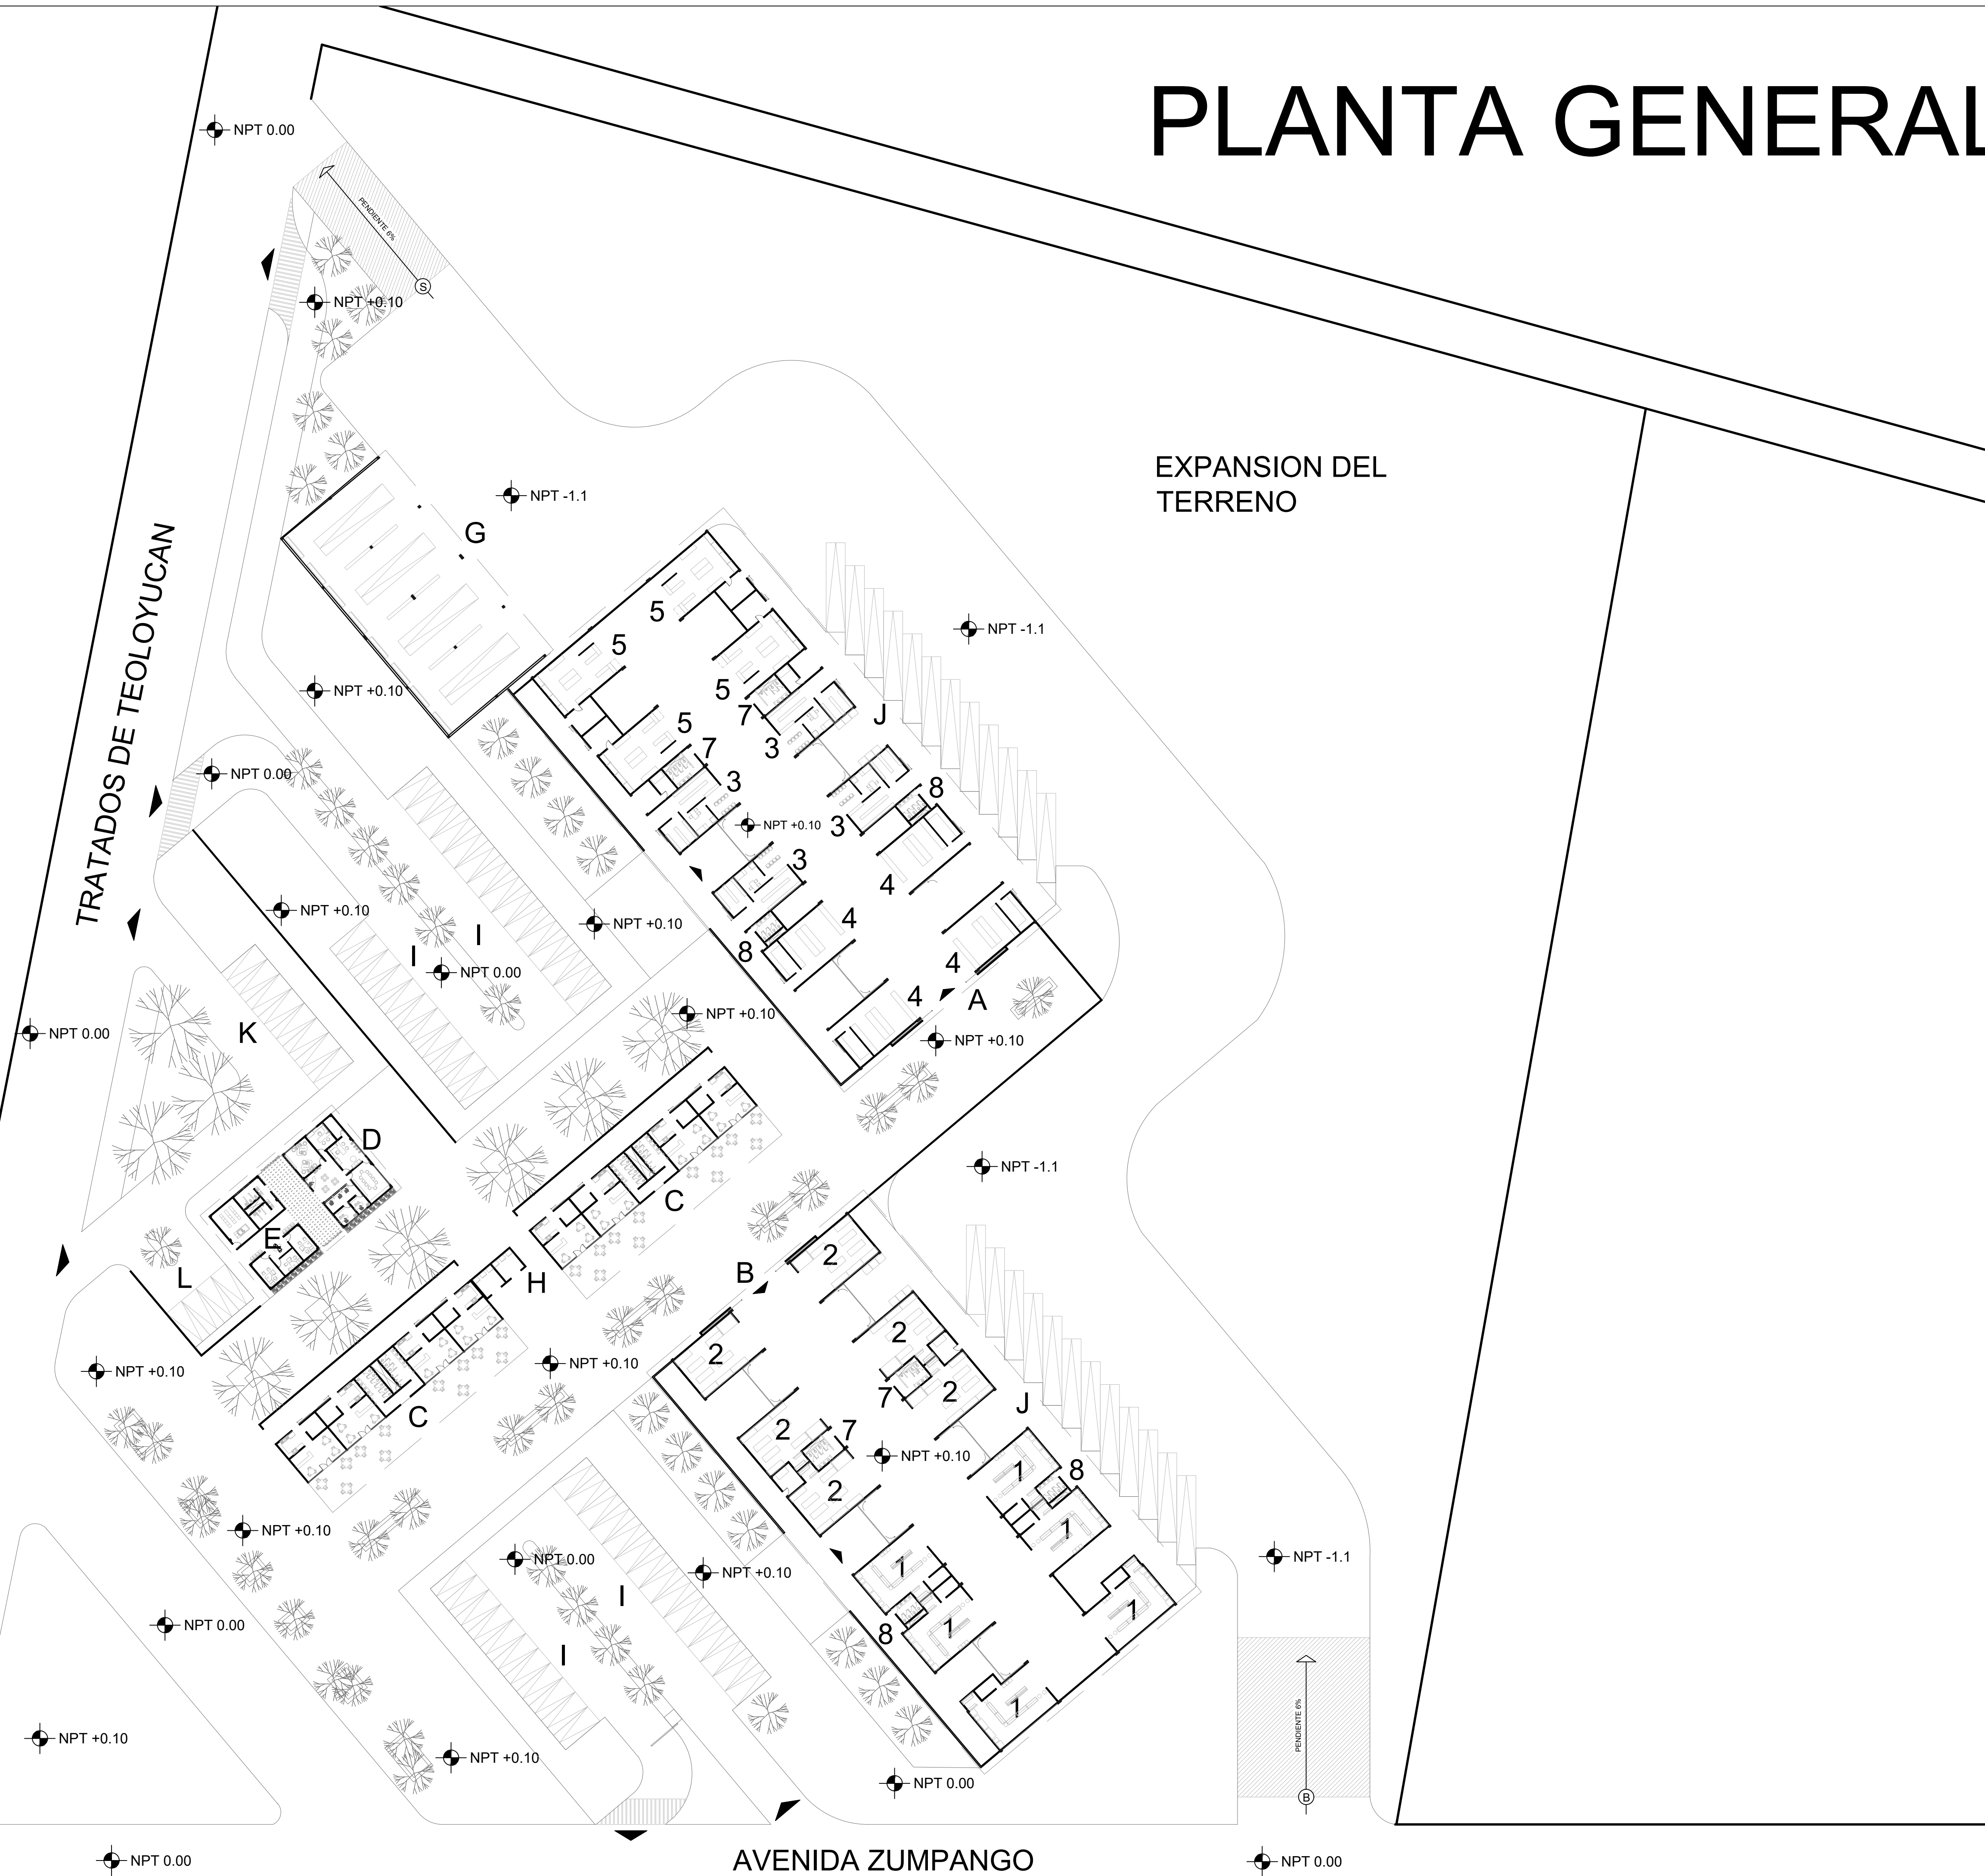 PLANTA GENERAL
NPT 0.00
PENDIENTE 6%
S
NPT +0.10
EXPANSION DEL
TERRENO
NPT -1.1
G
TRATADOS DE TEOLOYUCAN
5
5
NPT -1.1
5
NPT +0.10
7
J
5
7
3
NPT 0.00
3
8
NPT +0.10
3
3
4
NPT +0.10
4
NPT +0.10
I
I
8
4
NPT 0.00
4
A
NPT +0.10
NPT 0.00
K
NPT +0.10
D
NPT -1.1
C
E
2
L
B
H
2
2
NPT +0.10
NPT +0.10
2
7
J
C
2
7
NPT +0.10
1
8
2
NPT +0.10
1
NPT 0.00
NPT -1.1
1
NPT +0.10
I
1
NPT 0.00
1
8
I
1
NPT +0.10
PENDIENTE 6%
NPT +0.10
NPT 0.00
B
AVENIDA ZUMPANGO
NPT 0.00
NPT 0.00